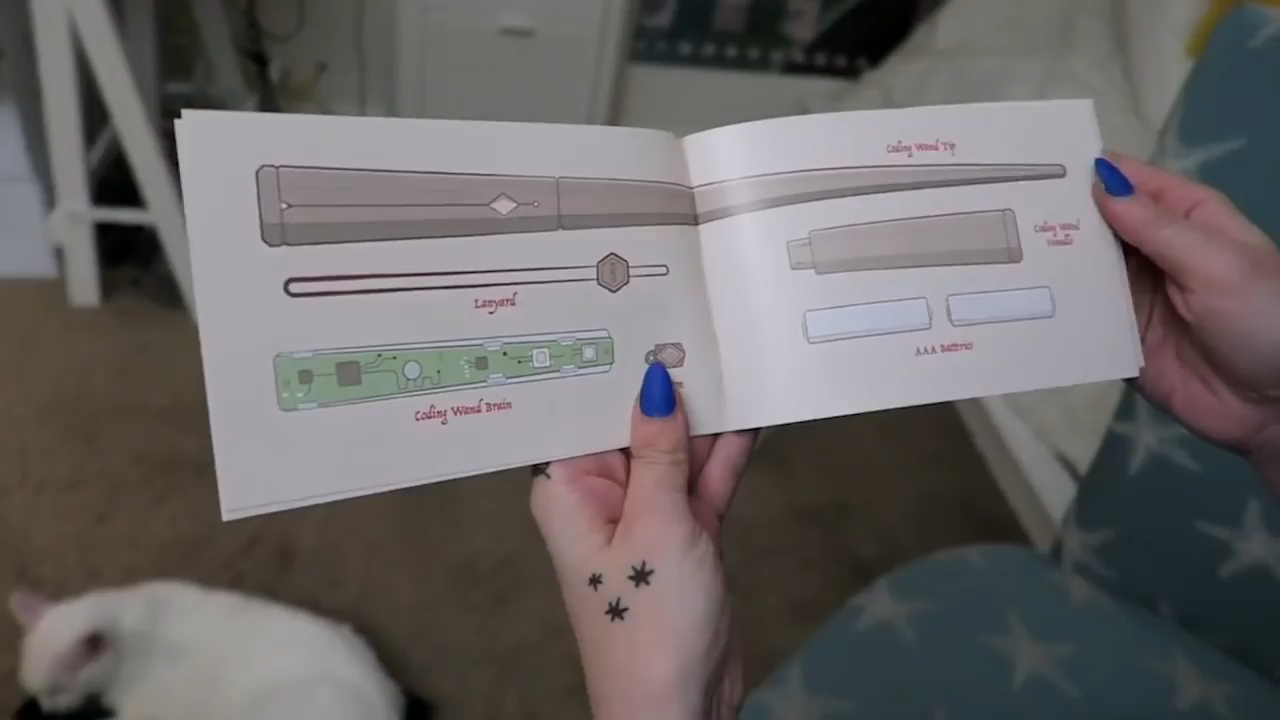 Coding Wand Tip
Coding Wand
Handle
Lanyard
AAA Batteries
Coding Wand Brain